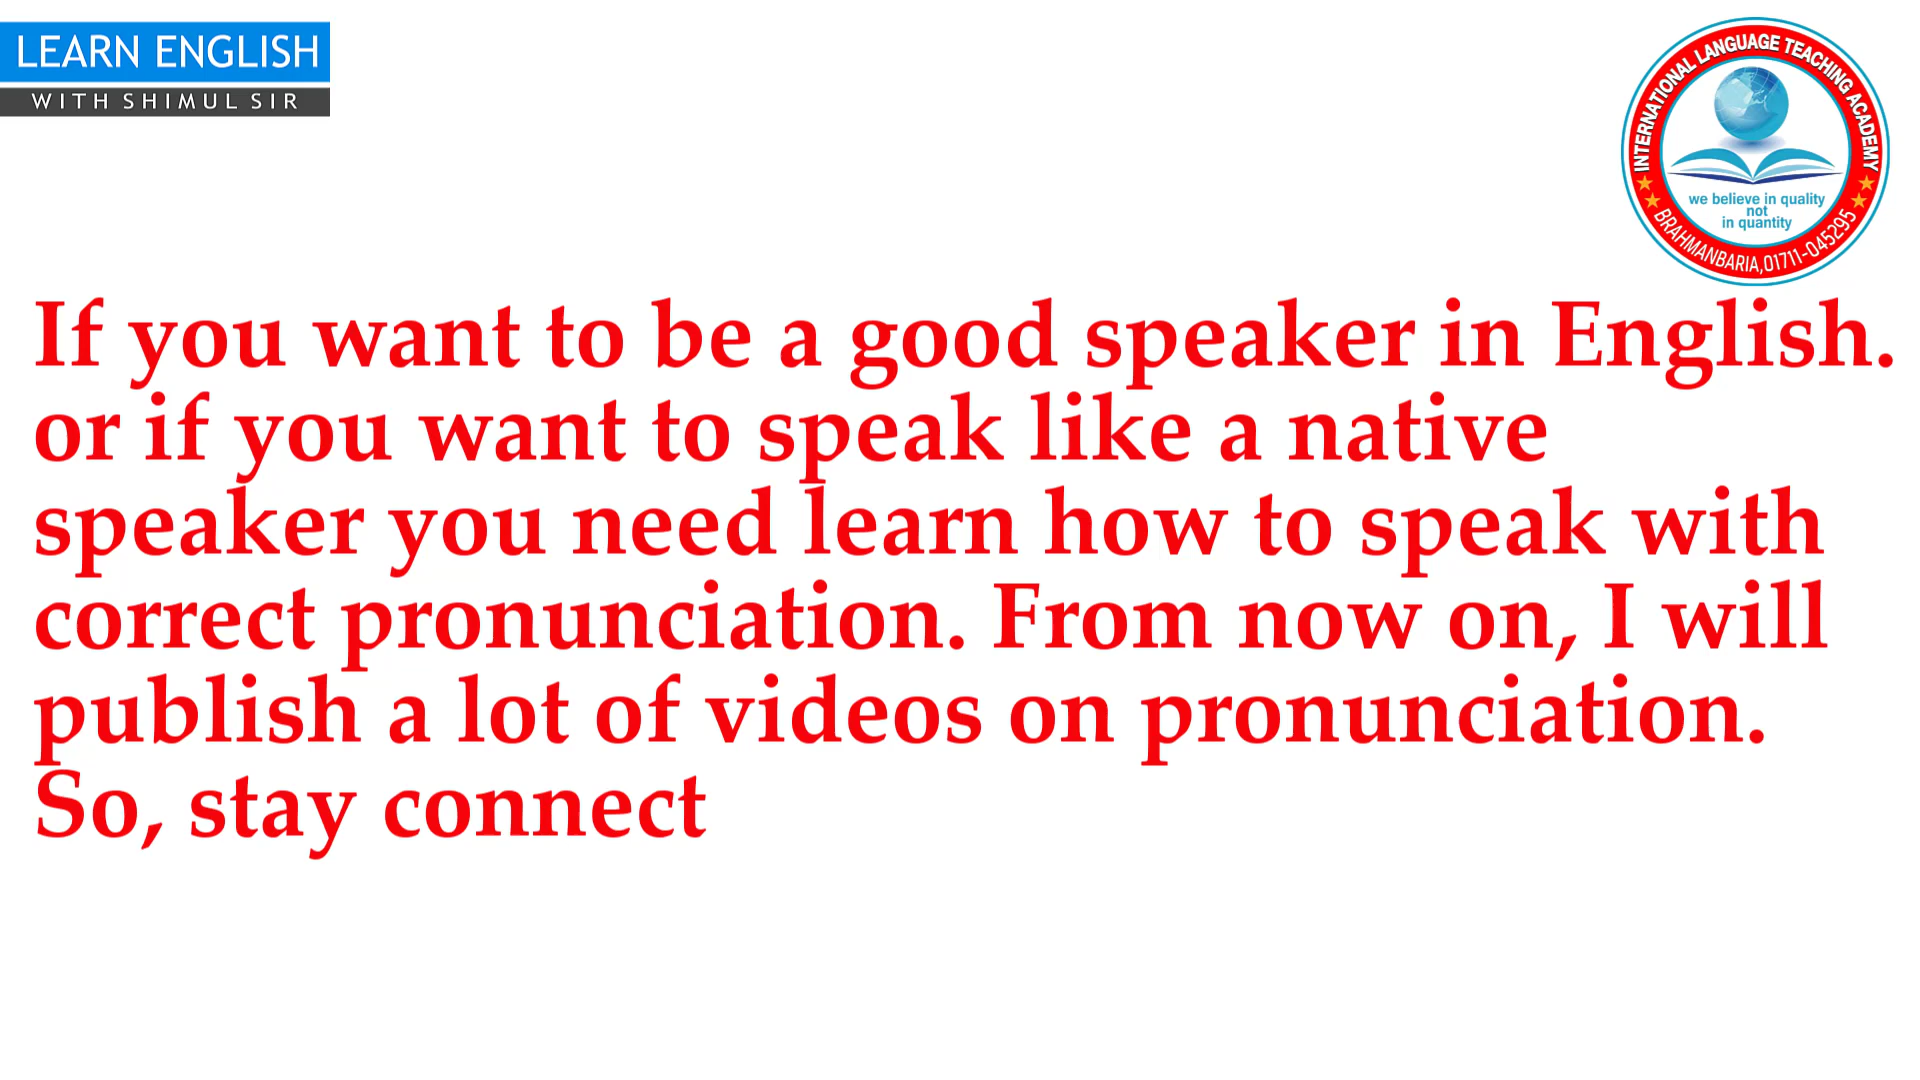 LEARN ENGLISH
WITH SHIMUL SIR
INTERNATIONAL LANGUAGE TEACHING ACADEMY
we believe in quality
not
in quantity
BRAHMANBARIA,01711-045295
If you want to be a good speaker in English.
or if you want to speak like a native
speaker you need learn how to speak with
correct pronunciation. From now on, I will
publish a lot of videos on pronunciation.
So, stay connect